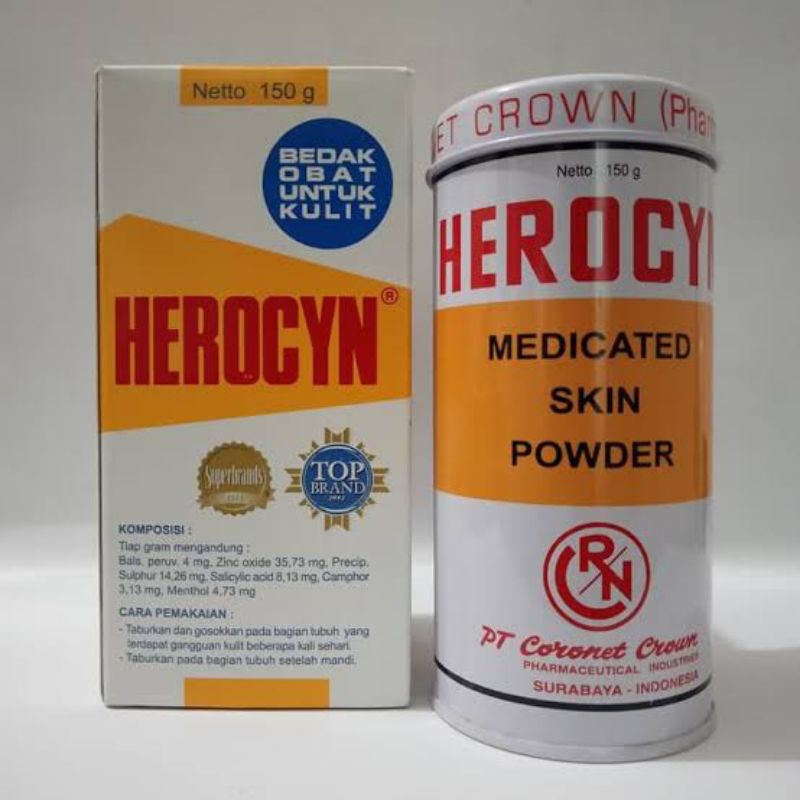 Netto 150 g
BEDAK
OBAT
UNTUK
KULIT
HEROCYN®
Superbrands
TOP
BRAND
KOMPOSISI :
Tiap gram mengandung :
Bals. peruv. 4 mg, Zinc oxide 35,73 mg, Precip.
Sulphur 14,26 mg, Salicylic acid 8,13 mg, Camphor
3,13 mg, Menthol 4,73 mg
CARA PEMAKAIAN :
- Taburkan dan gosokkan pada bagian tubuh yang
terdapat gangguan kulit beberapa kali sehari.
- Taburkan pada bagian tubuh setelah mandi.
ET CROWN (Phar
Netto : 150 g
HEROCYN
MEDICATED
SKIN
POWDER
CRN
PT Coronet Crown
PHARMACEUTICAL INDUSTRIES
SURABAYA - INDONESIA